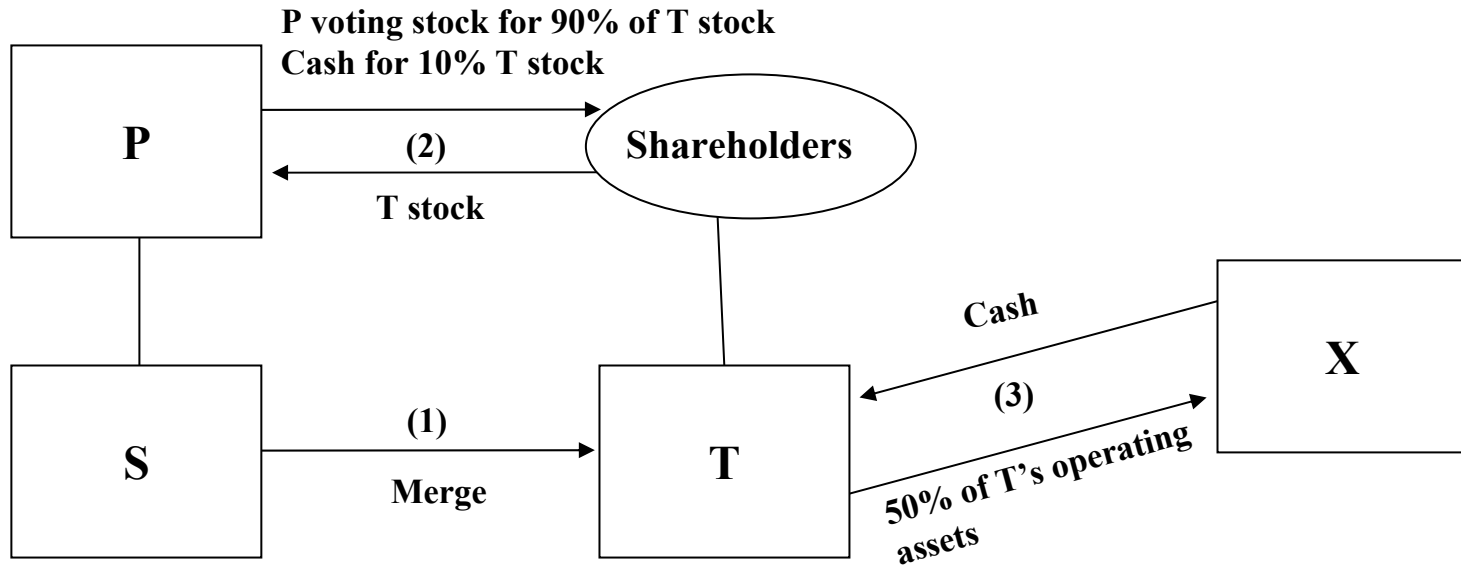 P voting stock for 90% of T stock
Cash for 10% T stock
P
(2)
Shareholders
T stock
Cash
X
(3)
S
(1)
T
Merge
50% of T’s operating
assets